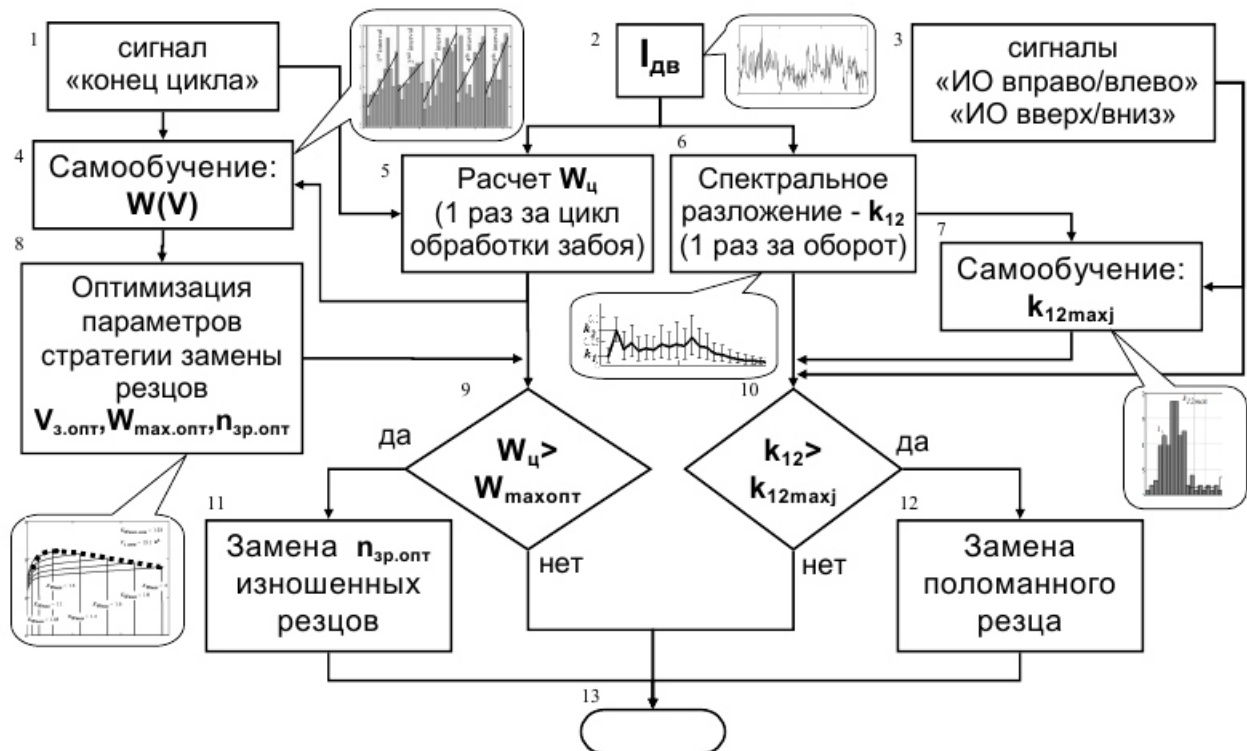 1
сигнал
«конец цикла»
2
Iдв
3
сигналы
«ИО вправо/влево»
«ИО вверх/вниз»
4
Самообучение:
W(V)
5
Расчет Wц
(1 раз за цикл
обработки забоя)
6
Спектральное
разложение - k12
(1 раз за оборот)
7
Самообучение:
k12maxj
8
Оптимизация
параметров
стратегии замены
резцов
Vз.опт,Wmax.опт,nзр.опт
k12max
9
Wц>
Wmaxопт
да
нет
10
k12>
k12maxj
да
нет
11
Замена nзр.опт
изношенных
резцов
12
Замена
поломанного
резца
13